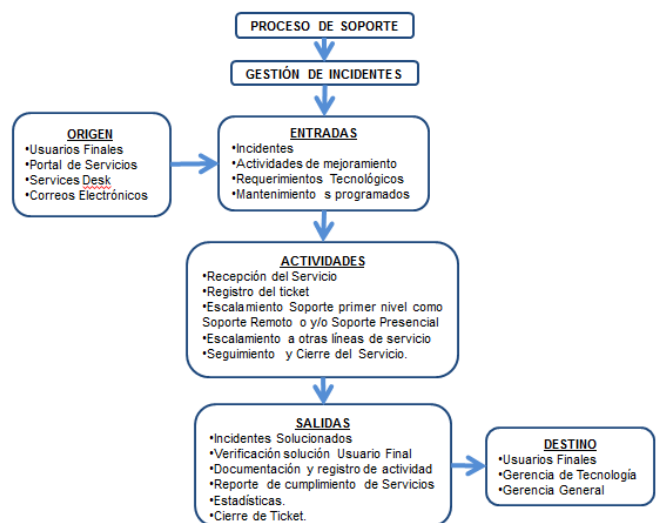 PROCESO DE SOPORTE
GESTIÓN DE INCIDENTES
ORIGEN
•Usuarios Finales
•Portal de Servicios
•Services Desk
•Correos Electrónicos
ENTRADAS
•Incidentes
•Actividades de mejoramiento
•Requerimientos Tecnológicos
•Mantenimiento s programados
ACTIVIDADES
•Recepción del Servicio
•Registro del ticket
•Escalamiento Soporte primer nivel como
Soporte Remoto o y/o Soporte Presencial
•Escalamiento a otras líneas de servicio
•Seguimiento y Cierre del Servicio.
SALIDAS
•Incidentes Solucionados
•Verificación solución Usuario Final
•Documentación y registro de actividad
•Reporte de cumplimiento de Servicios
•Estadísticas.
•Cierre de Ticket.
DESTINO
•Usuarios Finales
•Gerencia de Tecnología
•Gerencia General